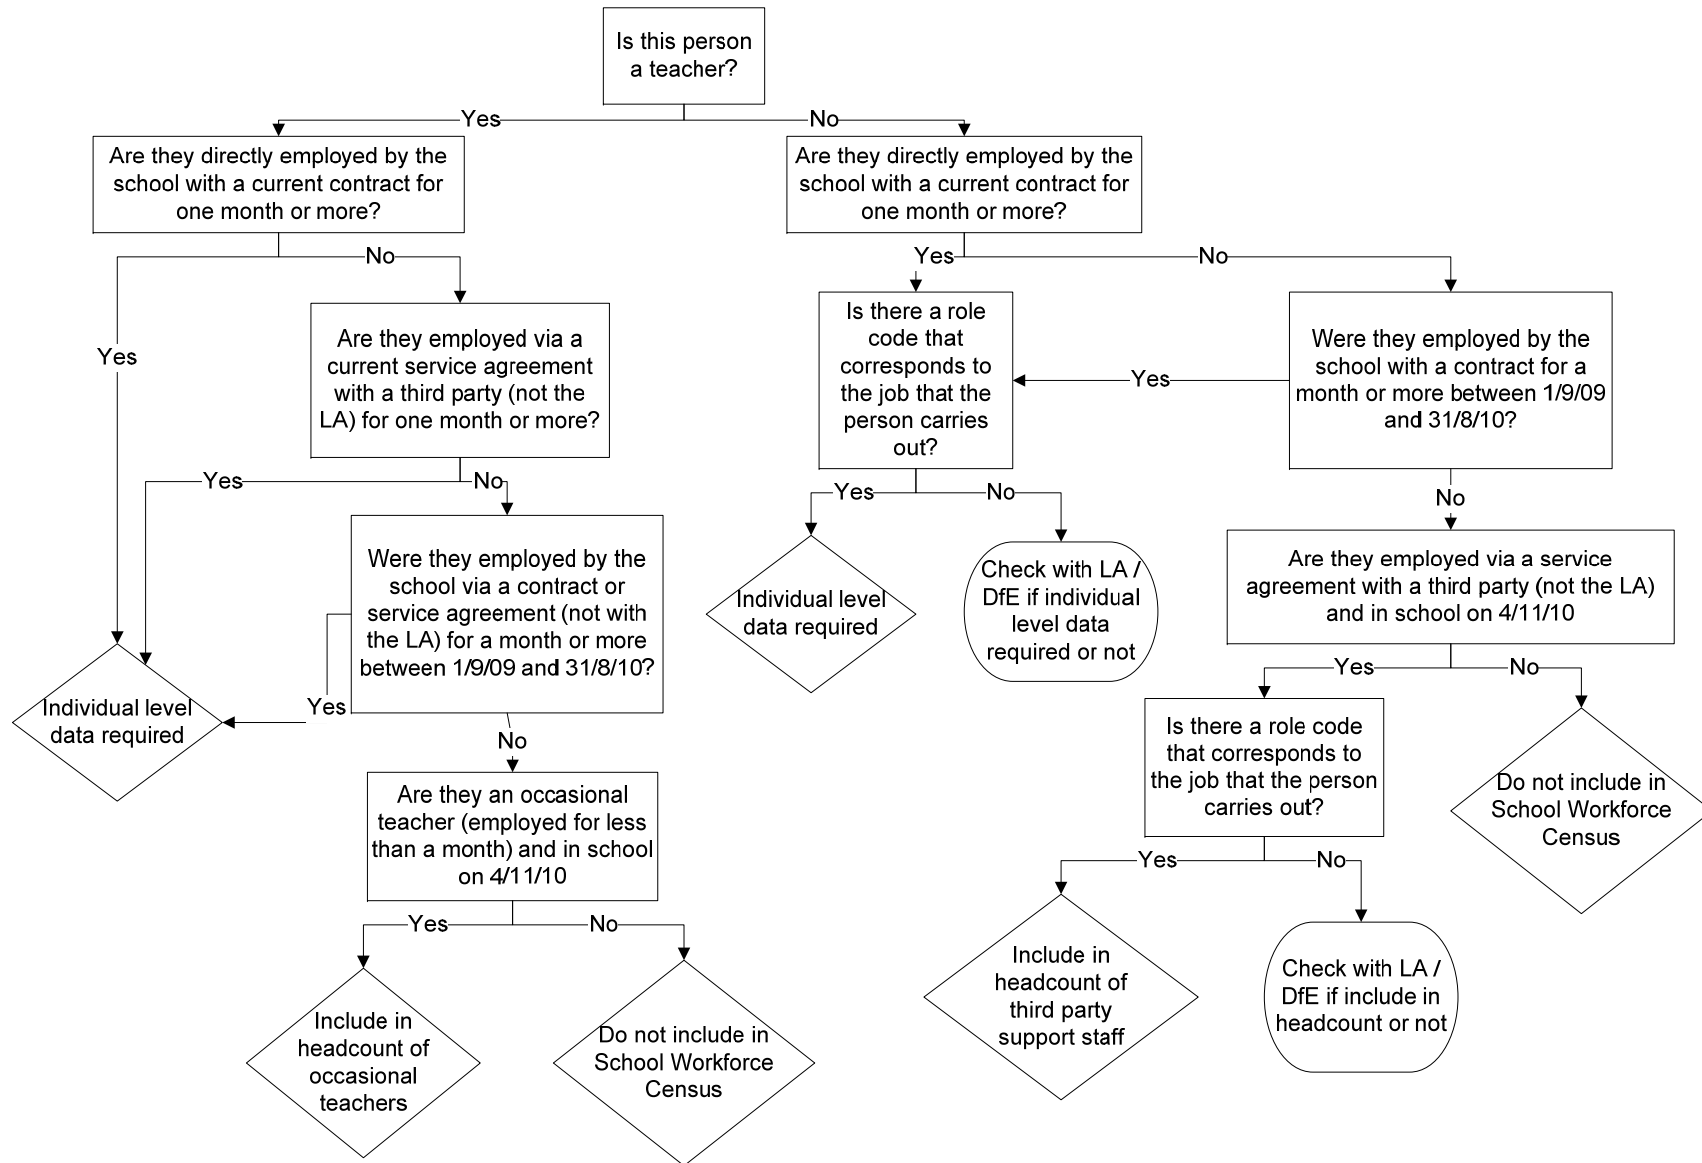 Is this person
a teacher?
Yes
No
Are they directly employed by the
school with a current contract for
one month or more?
Are they directly employed by the
school with a current contract for
one month or more?
No
Yes
No
Yes
Are they employed via a
current service agreement
with a third party (not the
LA) for one month or more?
Is there a role
code that
corresponds to
the job that the
person carries
out?
Yes
Were they employed by the
school with a contract for a
month or more between 1/9/09
and 31/8/10?
Yes
No
Yes
No
No
Were they employed by the
school via a contract or
service agreement (not with
the LA) for a month or more
between 1/9/09 and 31/8/10?
Yes
Individual level
data required
Individual level
data required
Check with LA /
DfE if individual
level data
required or not
Are they employed via a service
agreement with a third party (not the LA)
and in school on 4/11/10
Yes
No
No
Is there a role code
that corresponds to
the job that the person
carries out?
Do not include in
School Workforce
Census
Are they an occasional
teacher (employed for less
than a month) and in school
on 4/11/10
Yes
No
Yes
No
Include in
headcount of
occasional
teachers
Do not include in
School Workforce
Census
Include in
headcount of
third party
support staff
Check with LA /
DfE if include in
headcount or not